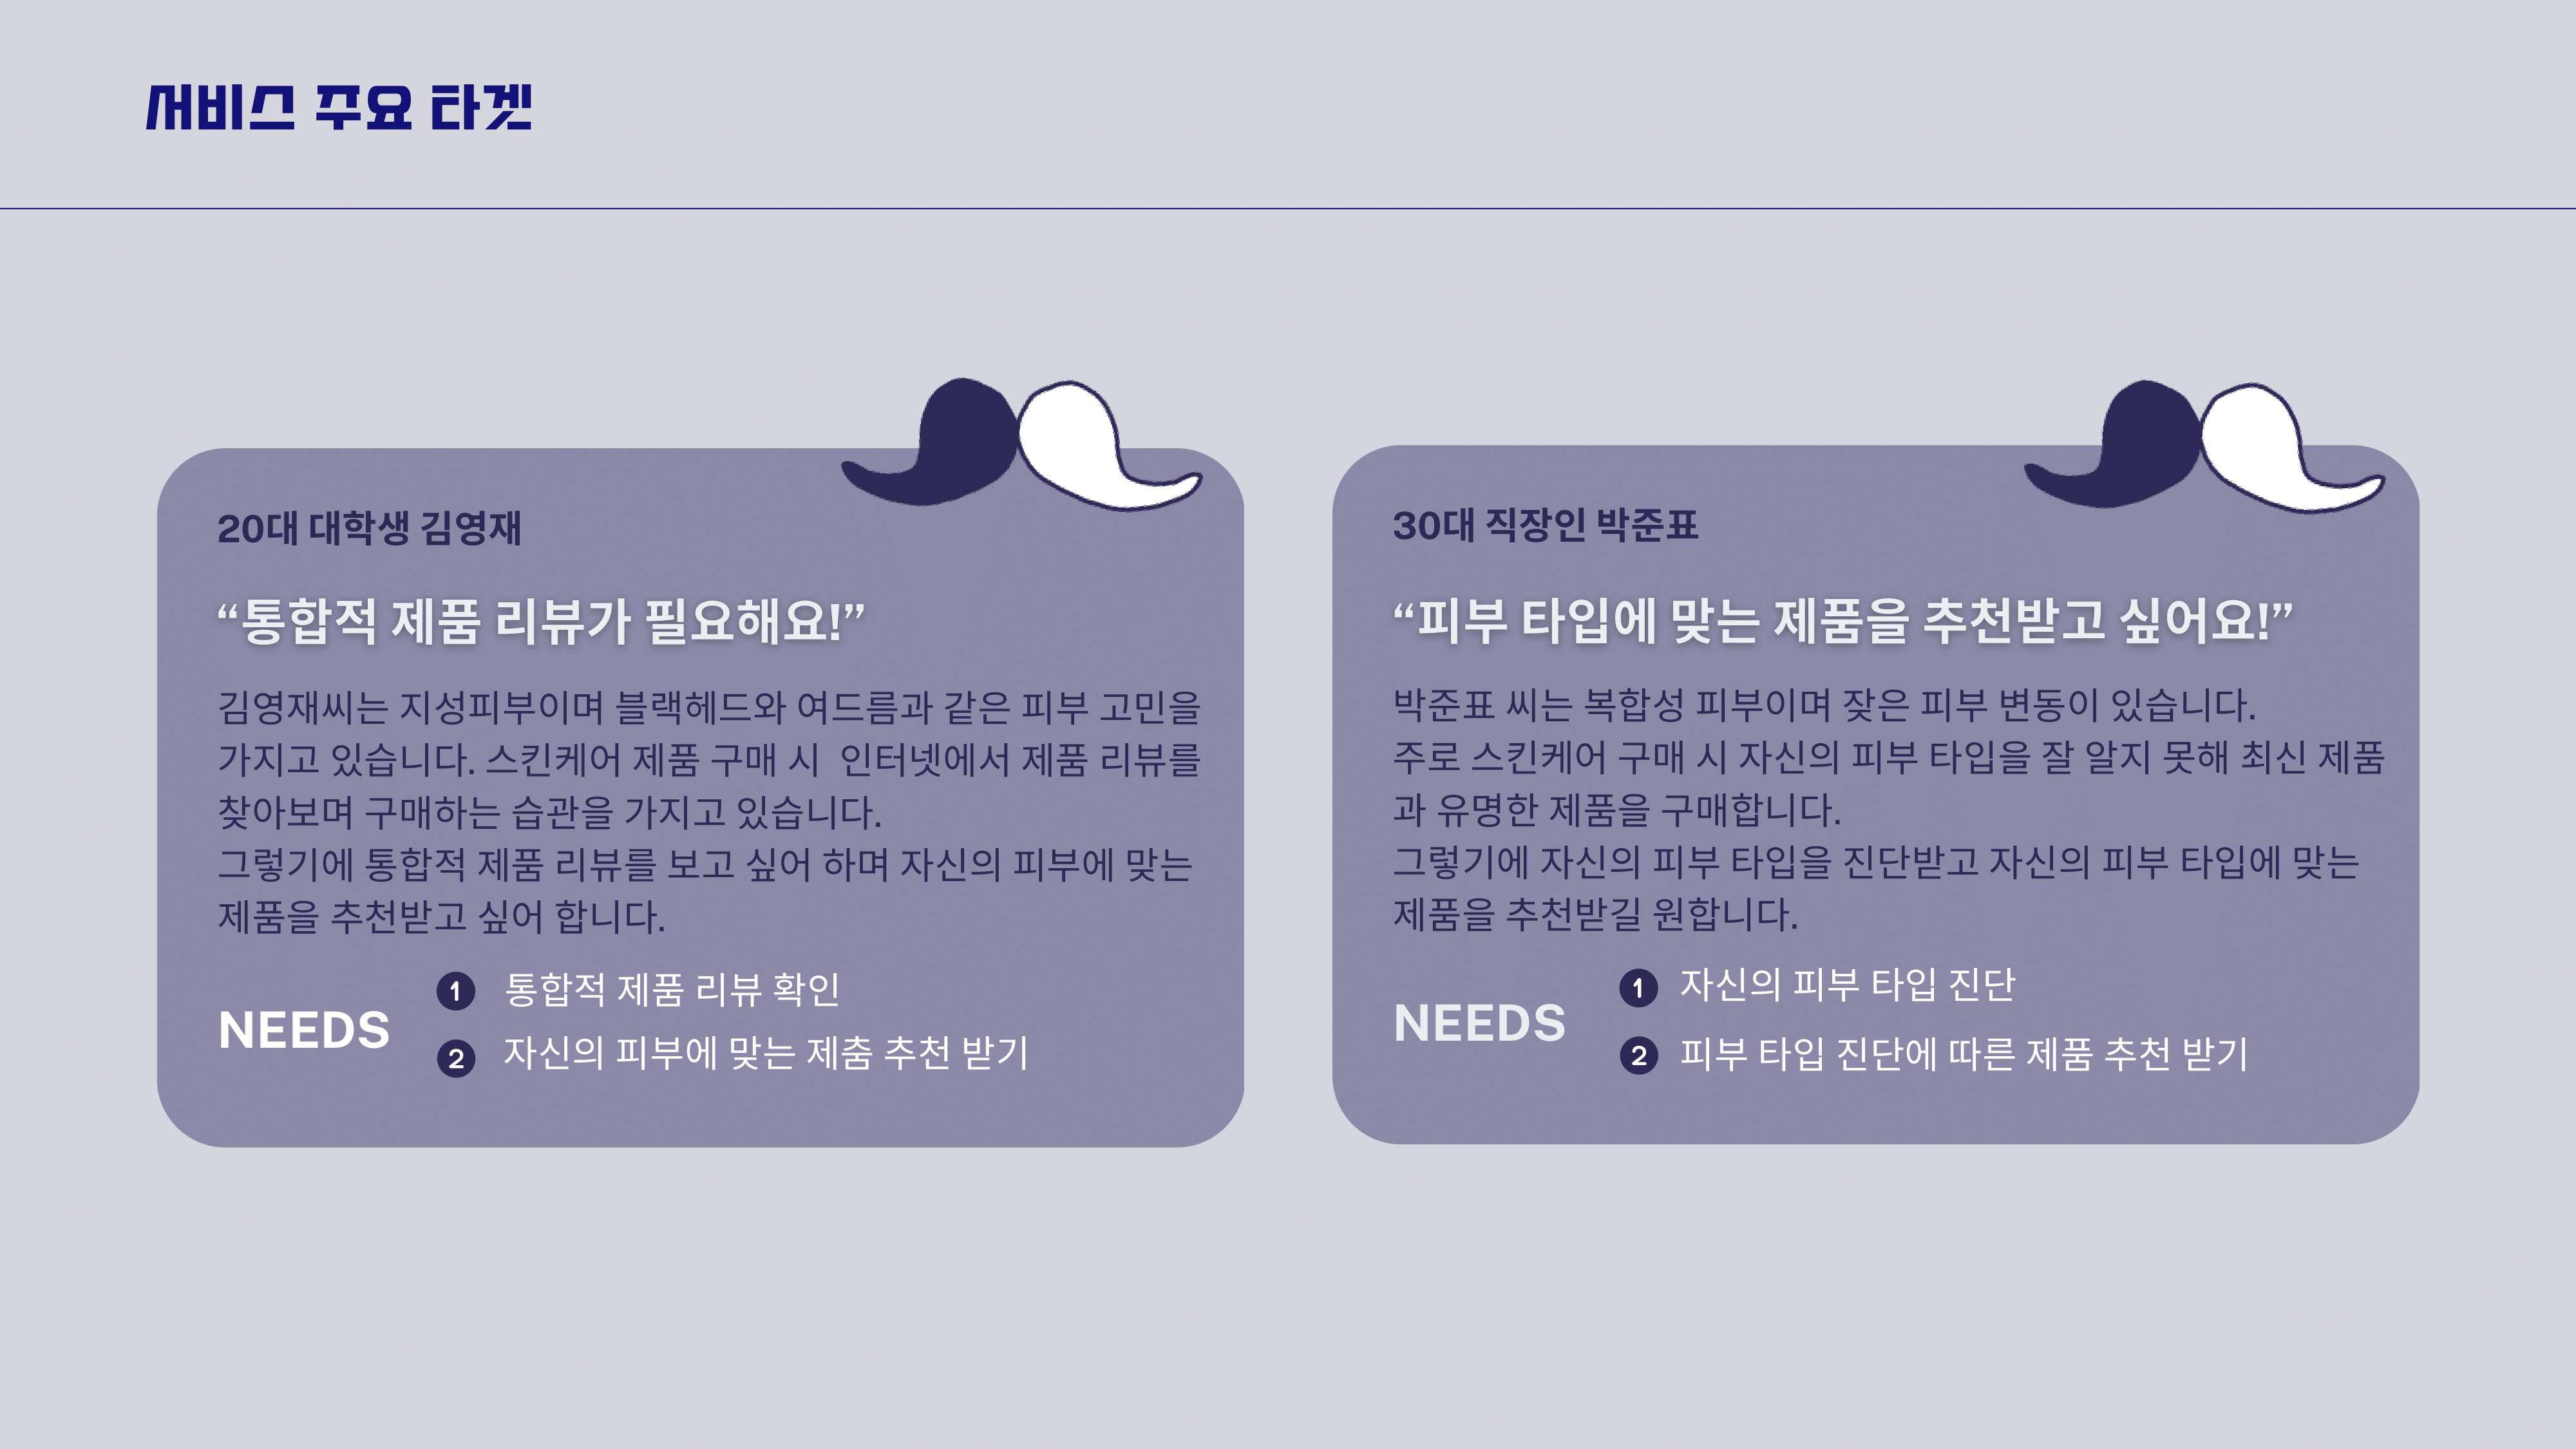 서비스 주요 타겟
20대 대학생 김영재
“통합적 제품 리뷰가 필요해요!”
김영재씨는 지성피부이며 블랙헤드와 여드름과 같은 피부 고민을
가지고 있습니다. 스킨케어 제품 구매 시  인터넷에서 제품 리뷰를
찾아보며 구매하는 습관을 가지고 있습니다.
그렇기에 통합적 제품 리뷰를 보고 싶어 하며 자신의 피부에 맞는
제품을 추천받고 싶어 합니다.
NEEDS
1 통합적 제품 리뷰 확인
2 자신의 피부에 맞는 제춤 추천 받기
30대 직장인 박준표
“피부 타입에 맞는 제품을 추천받고 싶어요!”
박준표 씨는 복합성 피부이며 잦은 피부 변동이 있습니다.
주로 스킨케어 구매 시 자신의 피부 타입을 잘 알지 못해 최신 제품
과 유명한 제품을 구매합니다.
그렇기에 자신의 피부 타입을 진단받고 자신의 피부 타입에 맞는
제품을 추천받길 원합니다.
NEEDS
1 자신의 피부 타입 진단
2 피부 타입 진단에 따른 제품 추천 받기